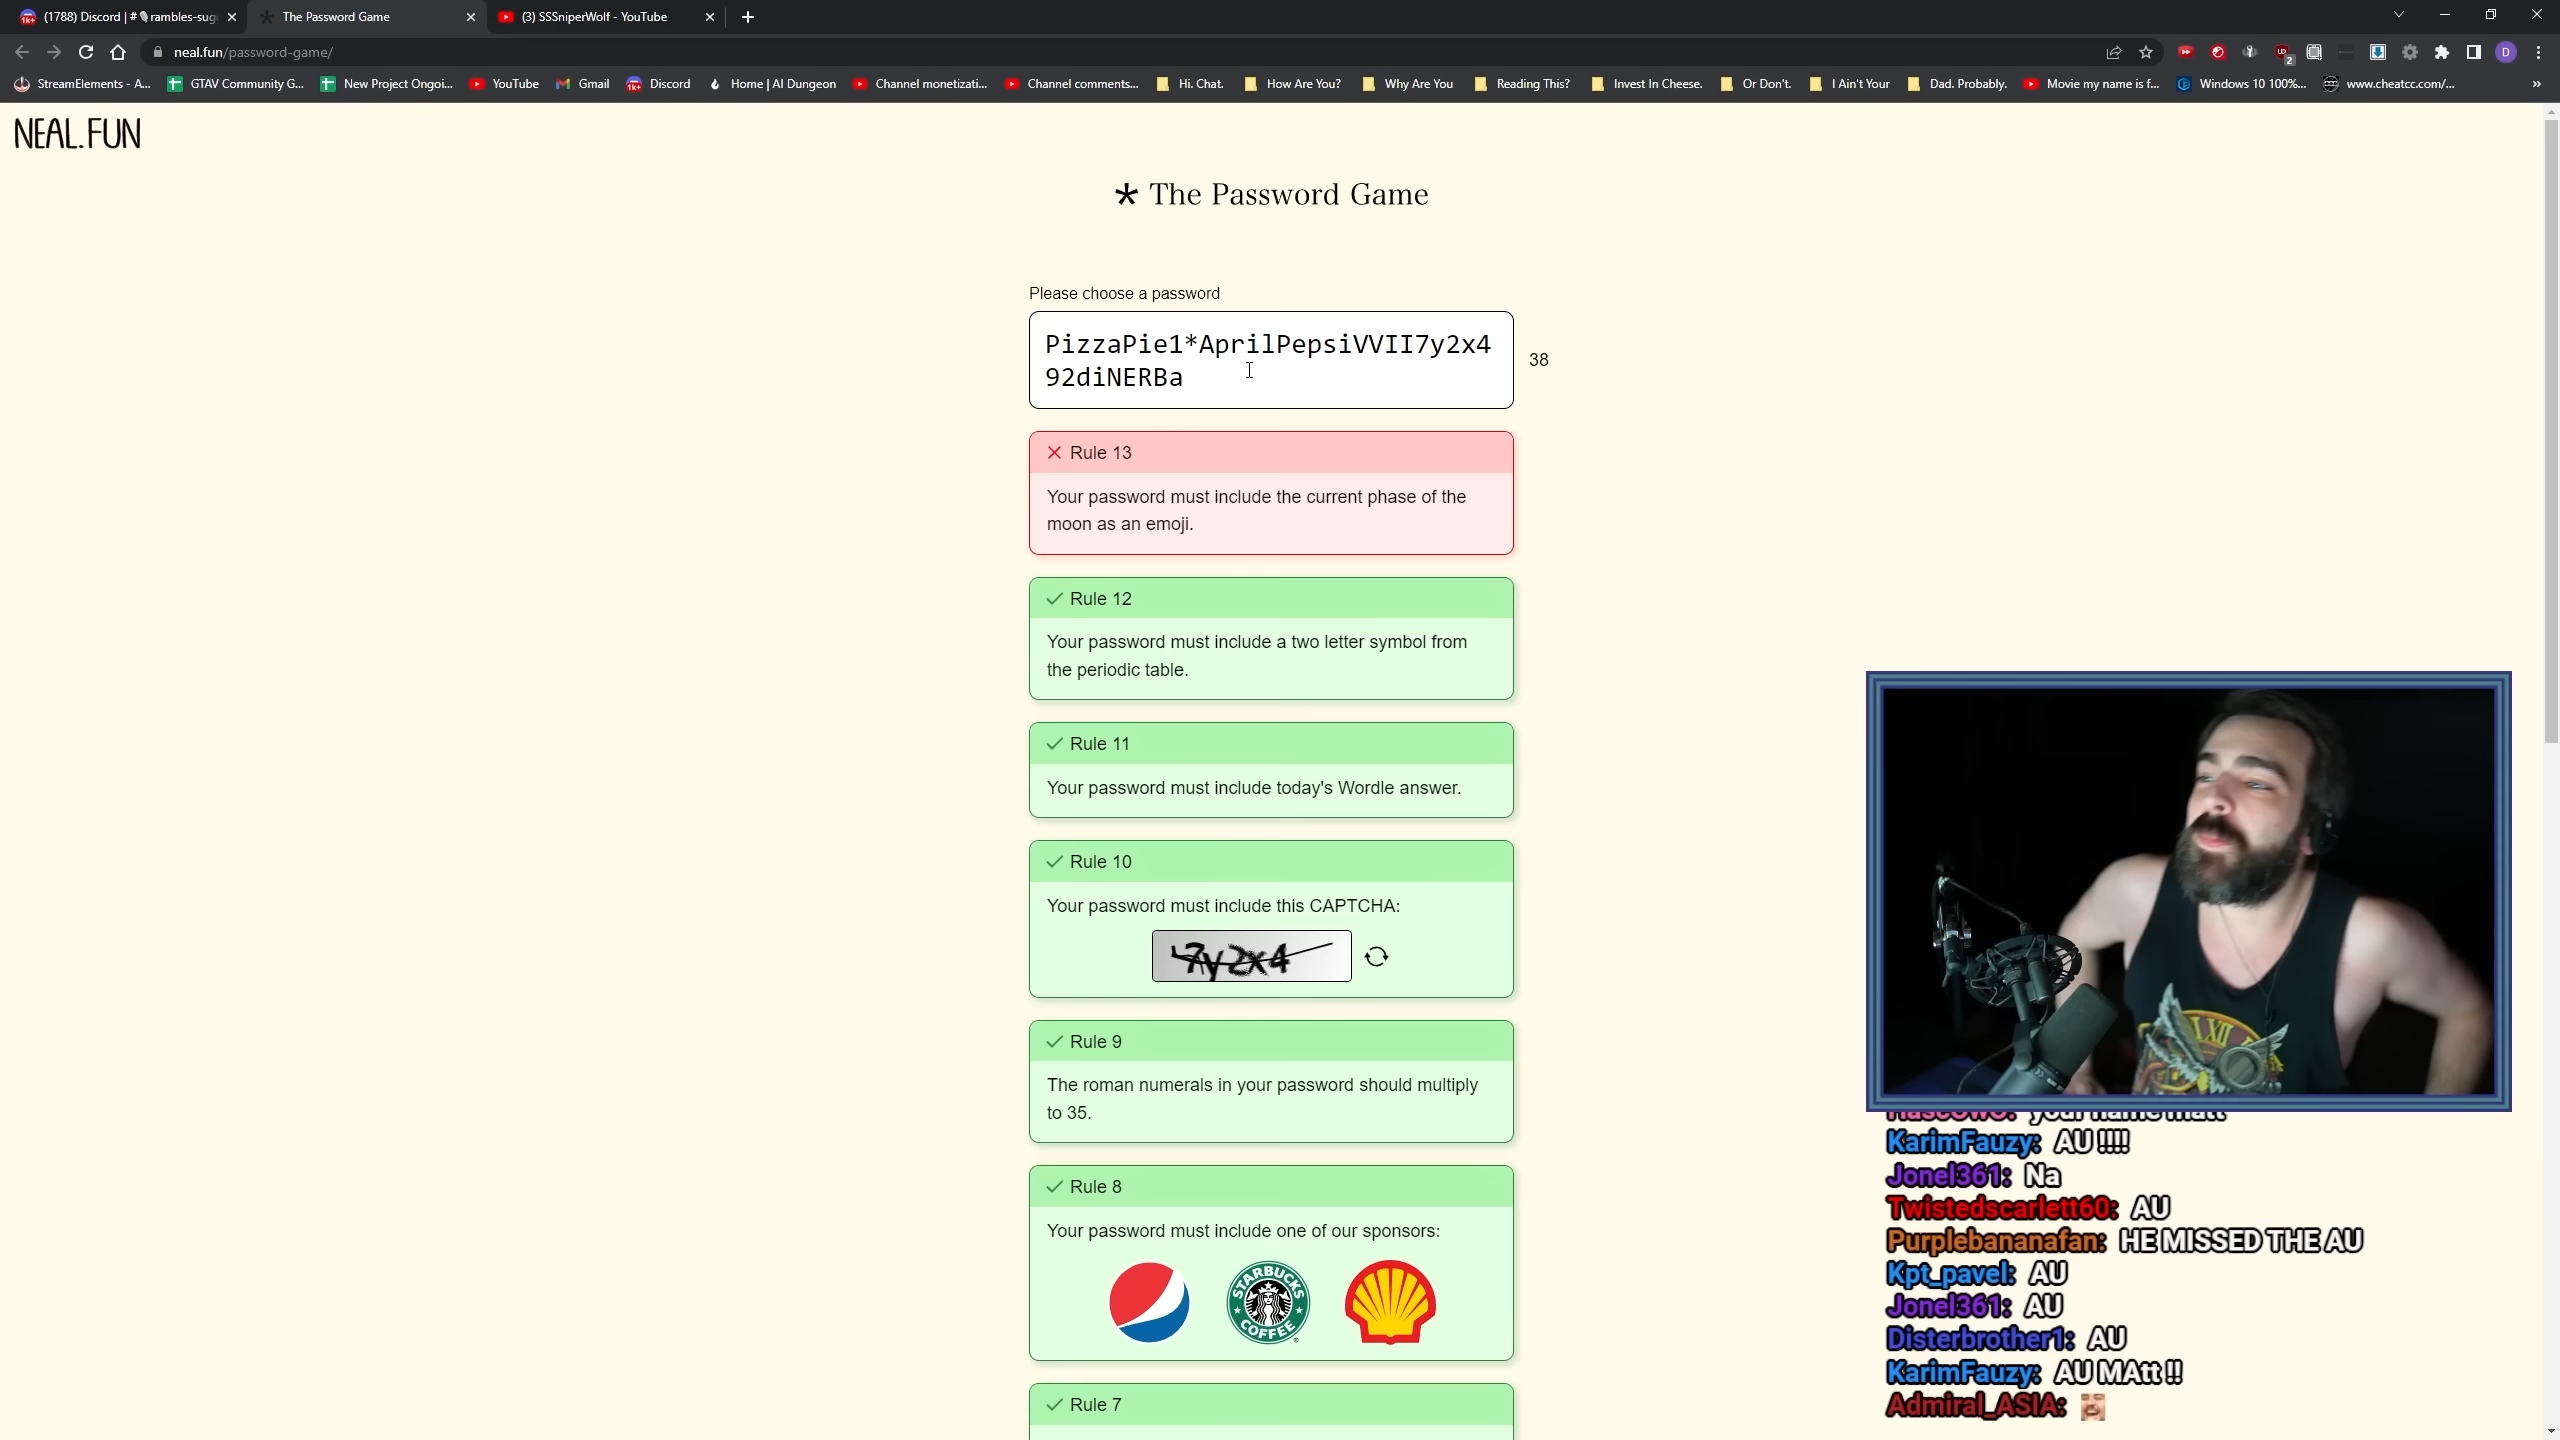 (1788) Discord | #🎙rambles-sug
The Password Game
(3) SSSniperWolf - YouTube
neal.fun/password-game/
StreamElements - A...
GTAV Community G...
New Project Ongoi...
YouTube
Gmail
Discord
Home | AI Dungeon
Channel monetizati...
Channel comments...
Hi. Chat.
How Are You?
Why Are You
Reading This?
Invest In Cheese.
Or Don't.
I Ain't Your
Dad. Probably.
Movie my name is f...
Windows 10 100%...
www.cheatcc.com/...
NEAL.FUN
* The Password Game
Please choose a password
PizzaPie1*AprilPepsiVVII7y2x4
92diNERBa
38
Rule 13
Your password must include the current phase of the
moon as an emoji.
Rule 12
Your password must include a two letter symbol from
the periodic table.
Rule 11
Your password must include today's Wordle answer.
Rule 10
Your password must include this CAPTCHA:
7y2x4
Rule 9
The roman numerals in your password should multiply
to 35.
Rule 8
Your password must include one of our sponsors:
STARBUCKS
COFFEE
Rule 7
your name matt
KarimFauzy: AU !!!!
Jonel361: Na
Twistedscarlett60: AU
Purplebananafan: HE MISSED THE AU
Kpt_pavel: AU
Jonel361: AU
Disterbrother1: AU
KarimFauzy: AU MAtt !!
Admiral_ASIA: